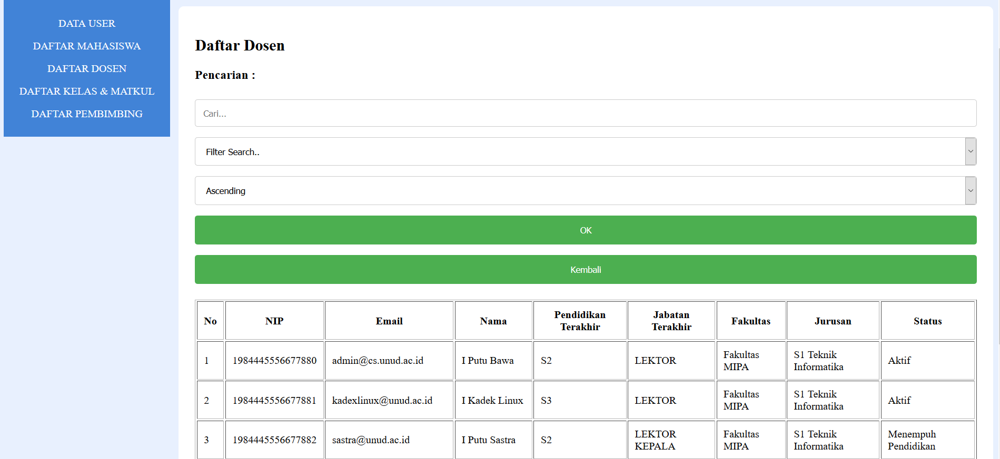 DATA USER
DAFTAR MAHASISWA
DAFTAR DOSEN
DAFTAR KELAS & MATKUL
DAFTAR PEMBIMBING
Daftar Dosen
Pencarian :
Cari...
Filter Search..
Ascending
OK
Kembali
No NIP Email Nama Pendidikan Terakhir Jabatan Terakhir Fakultas Jurusan Status
1 1984445556677880 admin@cs.unud.ac.id I Putu Bawa S2 LEKTOR Fakultas MIPA S1 Teknik Informatika Aktif
2 1984445556677881 kadexlinux@unud.ac.id I Kadek Linux S3 LEKTOR Fakultas MIPA S1 Teknik Informatika Aktif
3 1984445556677882 sastra@unud.ac.id I Putu Sastra S2 LEKTOR KEPALA Fakultas MIPA S1 Teknik Informatika Menempuh Pendidikan